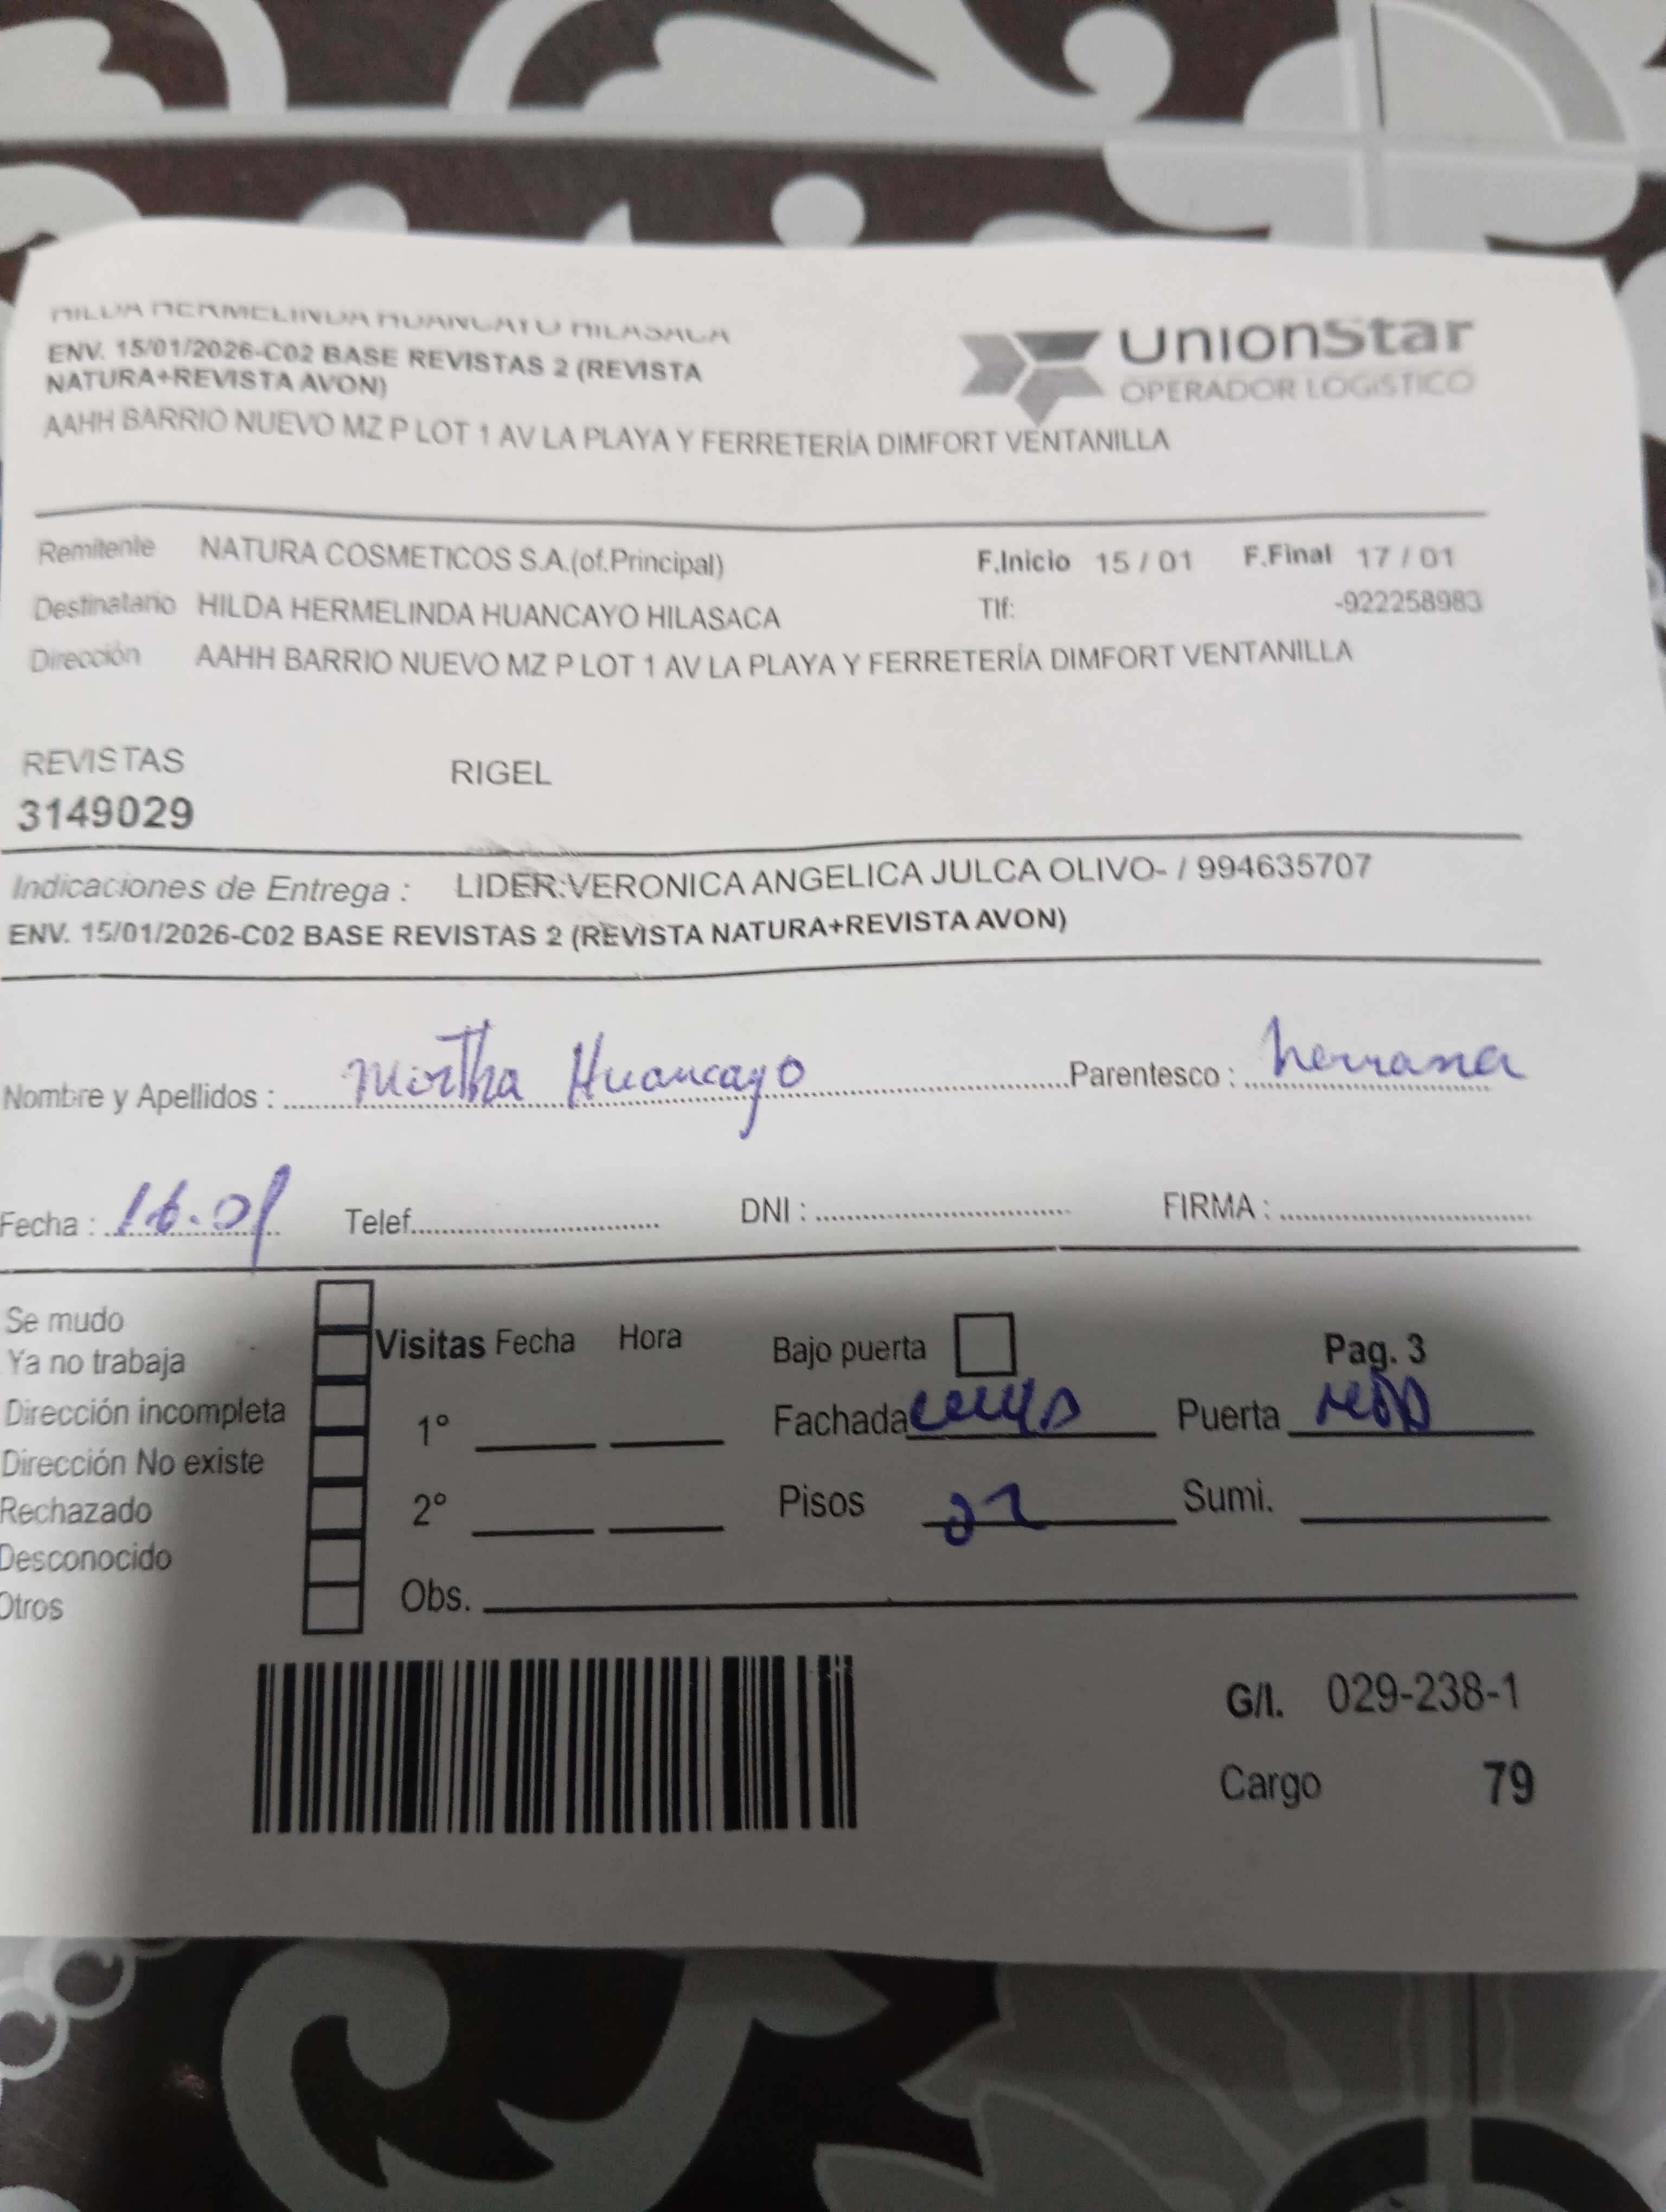 HILDA HERMELINDA HUANCAYO HILASACA
ENV. 15/01/2026-C02 BASE REVISTAS 2 (REVISTA
NATURA+REVISTA AVON)
AAHH BARRIO NUEVO MZ P LOT 1 AV LA PLAYA Y FERRETERÍA DIMFORT VENTANILLA
unionstar
OPERADOR LOGISTICO
Remitente NATURA COSMETICOS S.A.(of.Principal) F.Inicio 15 / 01 F.Final 17 / 01
Destinatario HILDA HERMELINDA HUANCAYO HILASACA Tlf: -922258983
Dirección AAHH BARRIO NUEVO MZ P LOT 1 AV LA PLAYA Y FERRETERÍA DIMFORT VENTANILLA
REVISTAS RIGEL
3149029
Indicaciones de Entrega : LIDER:VERONICA ANGELICA JULCA OLIVO- / 994635707
ENV. 15/01/2026-C02 BASE REVISTAS 2 (REVISTA NATURA+REVISTA AVON)
Nombre y Apellidos : Mirtha Huancayo Parentesco : hermana
Fecha : 16.01 Telef. DNI : FIRMA :
Se mudo
Ya no trabaja
Dirección incompleta
Dirección No existe
Rechazado
Desconocido
Otros
Visitas Fecha Hora Bajo puerta Pag. 3
1° Fachada Puerta
2° Pisos Sumi.
Obs.
G/I. 029-238-1
Cargo 79